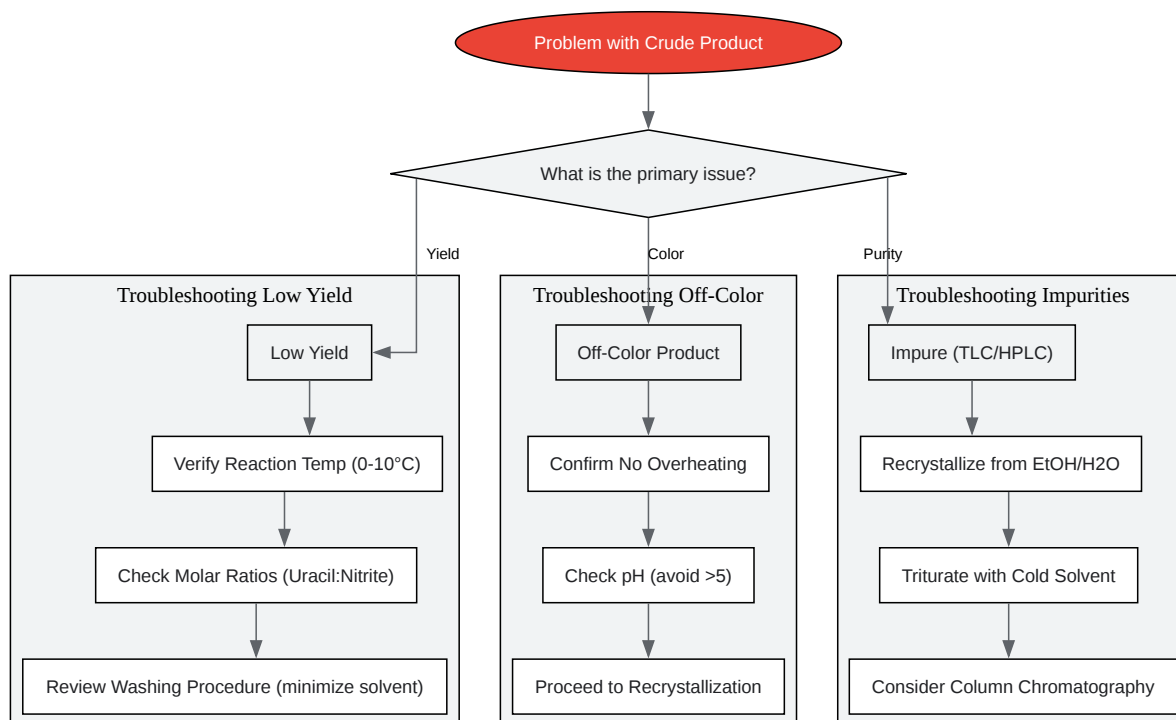 Problem with Crude Product
What is the primary issue?
Yield
Color
Purity
Troubleshooting Low Yield
Low Yield
Verify Reaction Temp (0-10°C)
Check Molar Ratios (Uracil:Nitrite)
Review Washing Procedure (minimize solvent)
Troubleshooting Off-Color
Off-Color Product
Confirm No Overheating
Check pH (avoid >5)
Proceed to Recrystallization
Troubleshooting Impurities
Impure (TLC/HPLC)
Recrystallize from EtOH/H2O
Triturate with Cold Solvent
Consider Column Chromatography